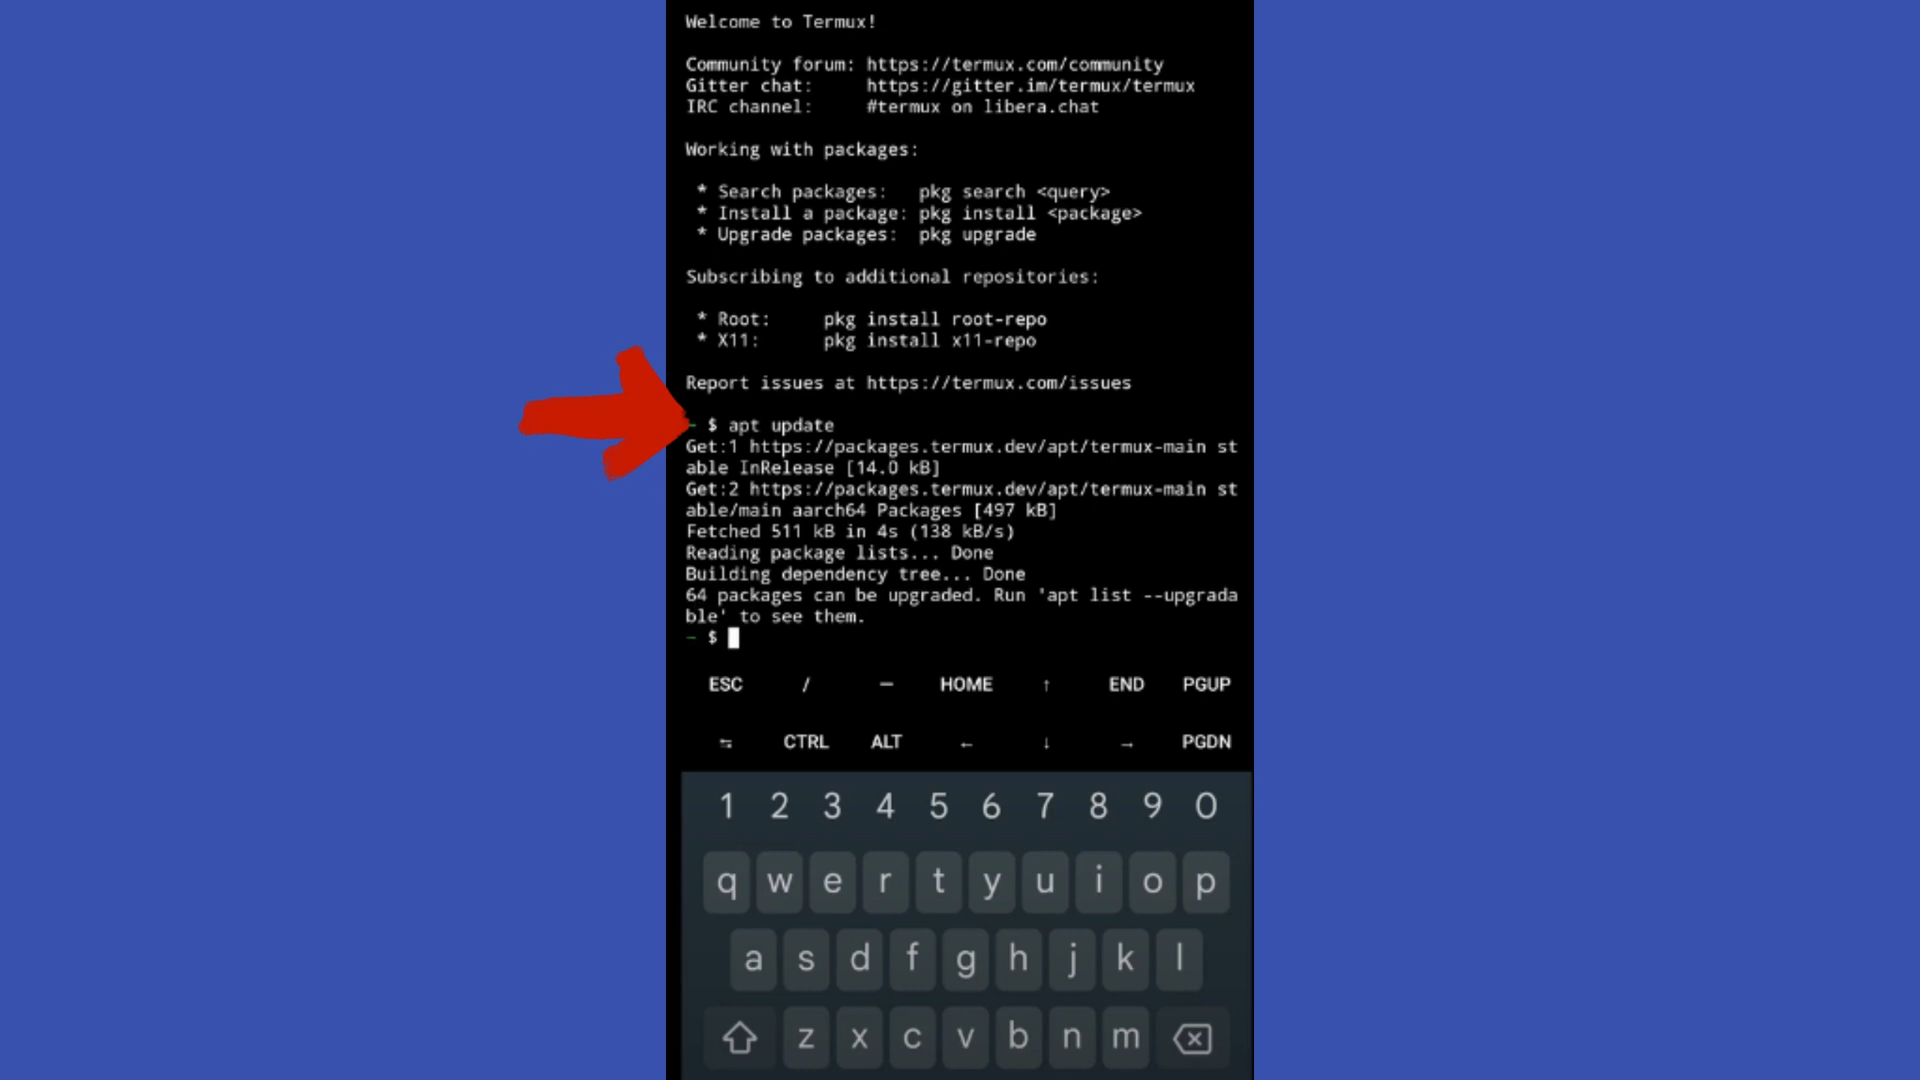 Welcome to Termux!
Community forum: https://termux.com/community
Gitter chat: https://gitter.im/termux/termux
IRC channel: #termux on libera.chat
Working with packages:
* Search packages: pkg search <query>
* Install a package: pkg install <package>
* Upgrade packages: pkg upgrade
Subscribing to additional repositories:
* Root: pkg install root-repo
* X11: pkg install x11-repo
Report issues at https://termux.com/issues
~ $ apt update
Get:1 https://packages.termux.dev/apt/termux-main st
able InRelease [14.0 kB]
Get:2 https://packages.termux.dev/apt/termux-main st
able/main aarch64 Packages [497 kB]
Fetched 511 kB in 4s (138 kB/s)
Reading package lists... Done
Building dependency tree... Done
64 packages can be upgraded. Run 'apt list --upgrada
ble' to see them.
~ $
ESC / — HOME ↑ END PGUP
⇆ CTRL ALT ← ↓ → PGDN
1 2 3 4 5 6 7 8 9 0
q w e r t y u i o p
a s d f g h j k l
z x c v b n m